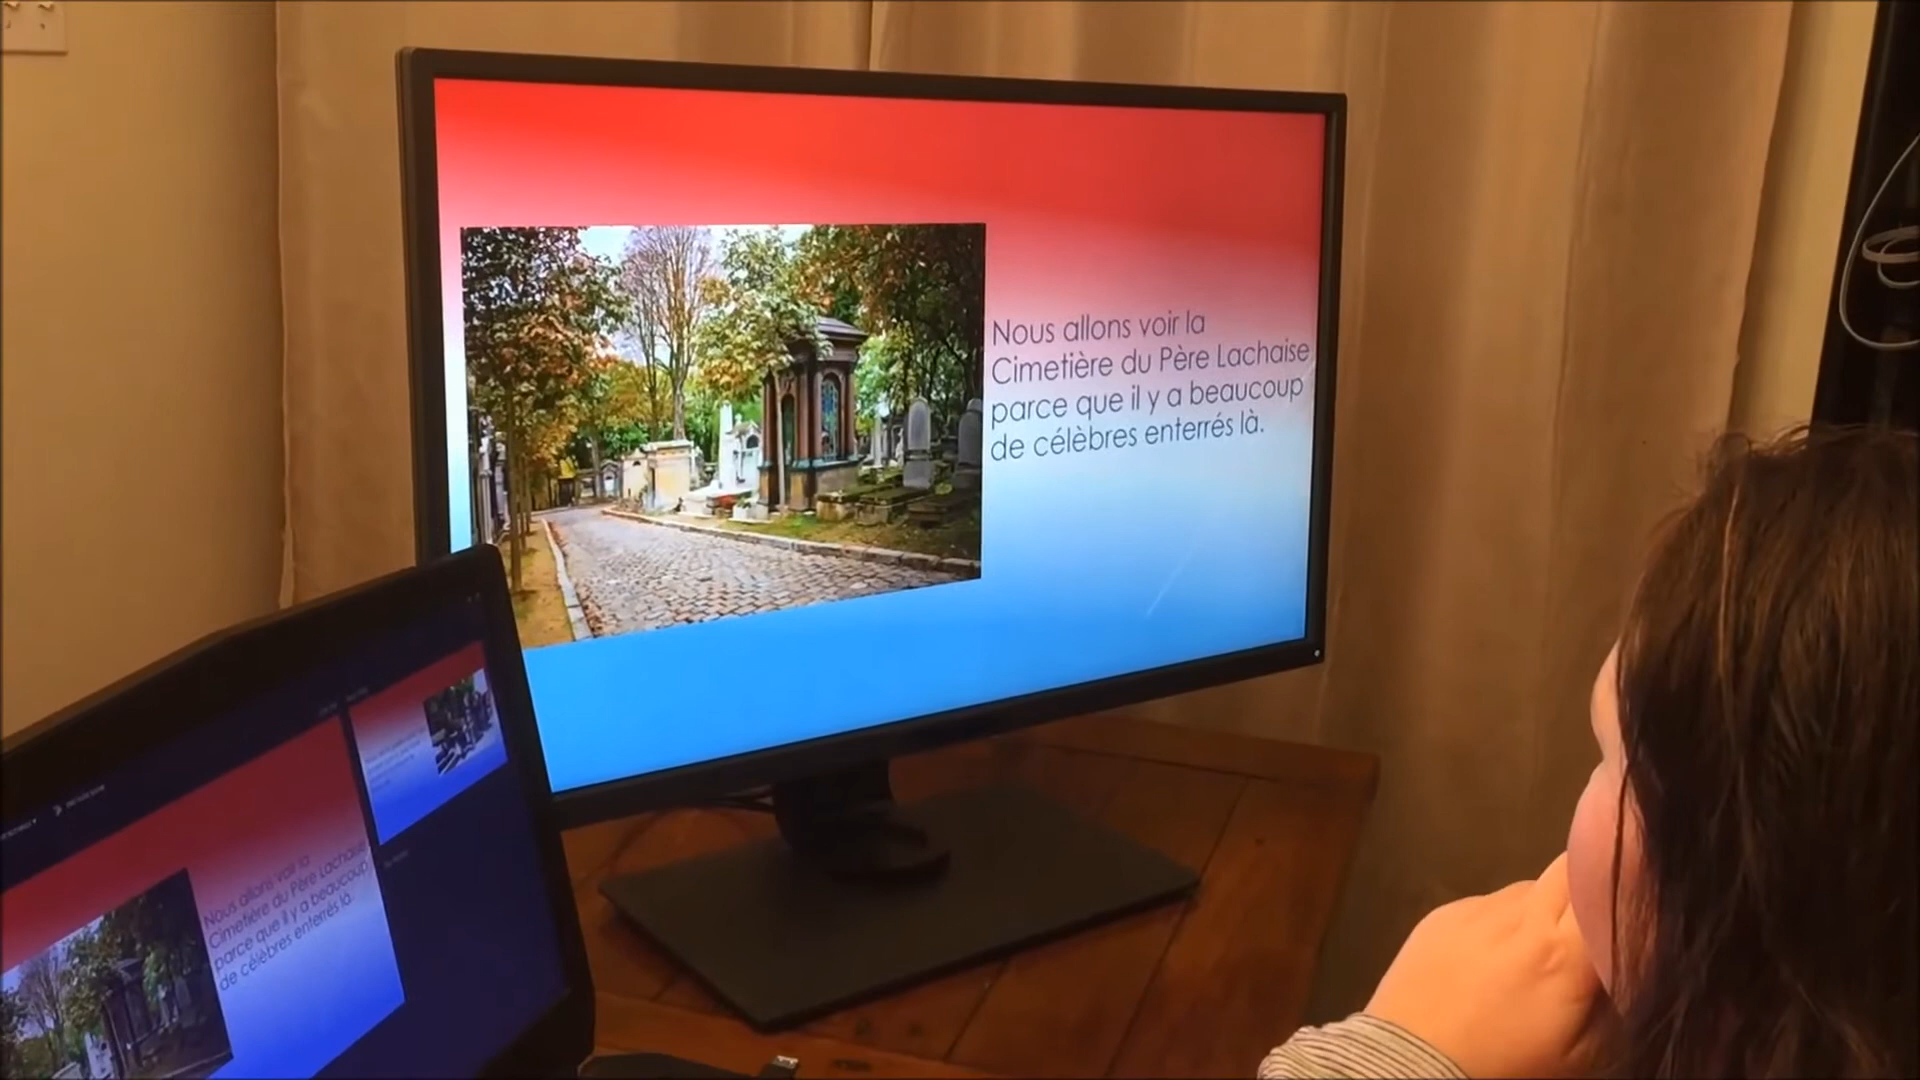 Nous allons voir la
Cimetière du Père Lachaise
parce que il y a beaucoup
de célèbres enterrés là.
Nous allons voir la
Cimetière du Père Lachaise
parce que il y a beaucoup
de célèbres enterrés là.